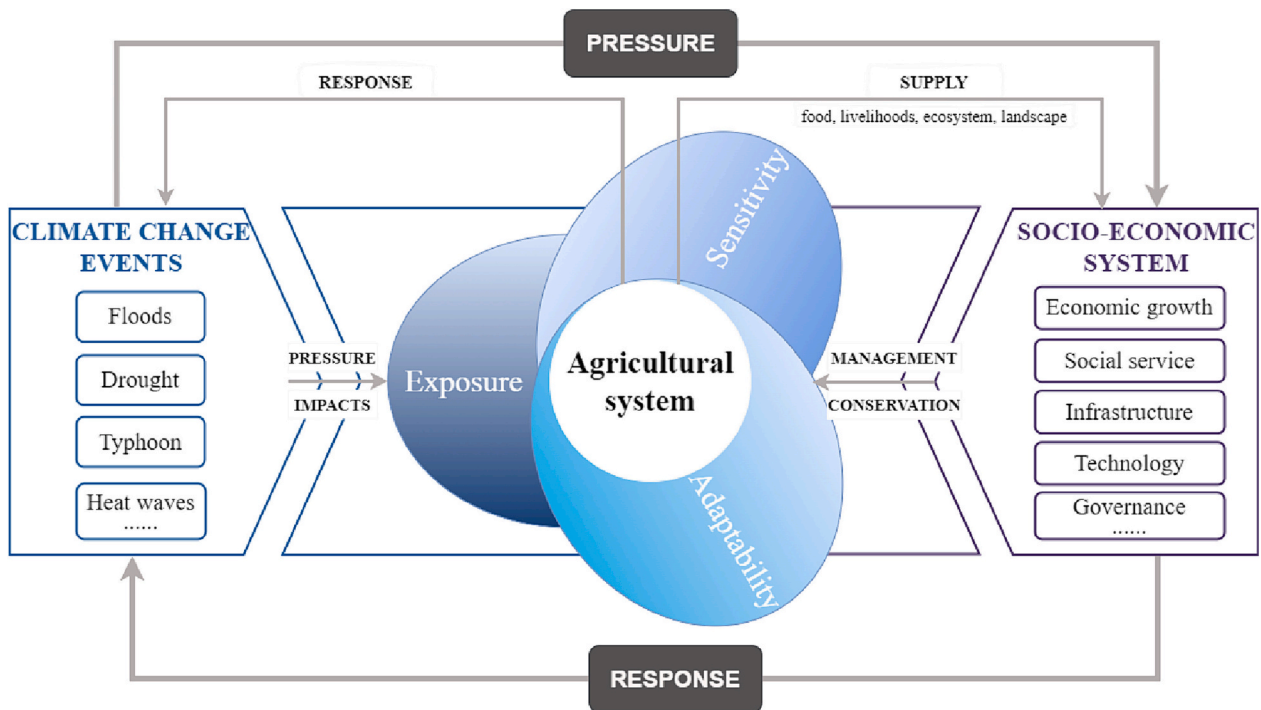 PRESSURE
RESPONSE
SUPPLY
food, livelihoods, ecosystem, landscape
CLIMATE CHANGE
EVENTS
Floods
Drought
Typhoon
Heat waves
......
PRESSURE
IMPACTS
Exposure
Sensitivity
Agricultural
system
Adaptability
MANAGEMENT
CONSERVATION
SOCIO-ECONOMIC
SYSTEM
Economic growth
Social service
Infrastructure
Technology
Governance
......
RESPONSE